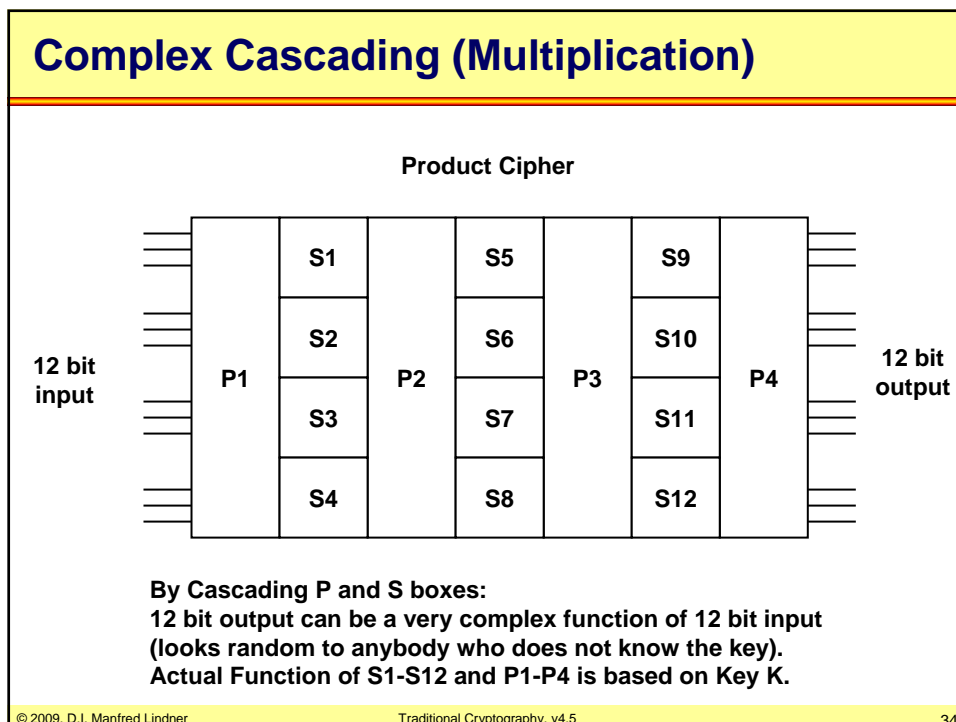 Complex Cascading (Multiplication)
Product Cipher
12 bit
input
P1
S1
S2
S3
S4
P2
S5
S6
S7
S8
P3
S9
S10
S11
S12
P4
12 bit
output
By Cascading P and S boxes:
12 bit output can be a very complex function of 12 bit input
(looks random to anybody who does not know the key).
Actual Function of S1-S12 and P1-P4 is based on Key K.
© 2009, D.I. Manfred Lindner
Traditional Cryptography, v4.5
34